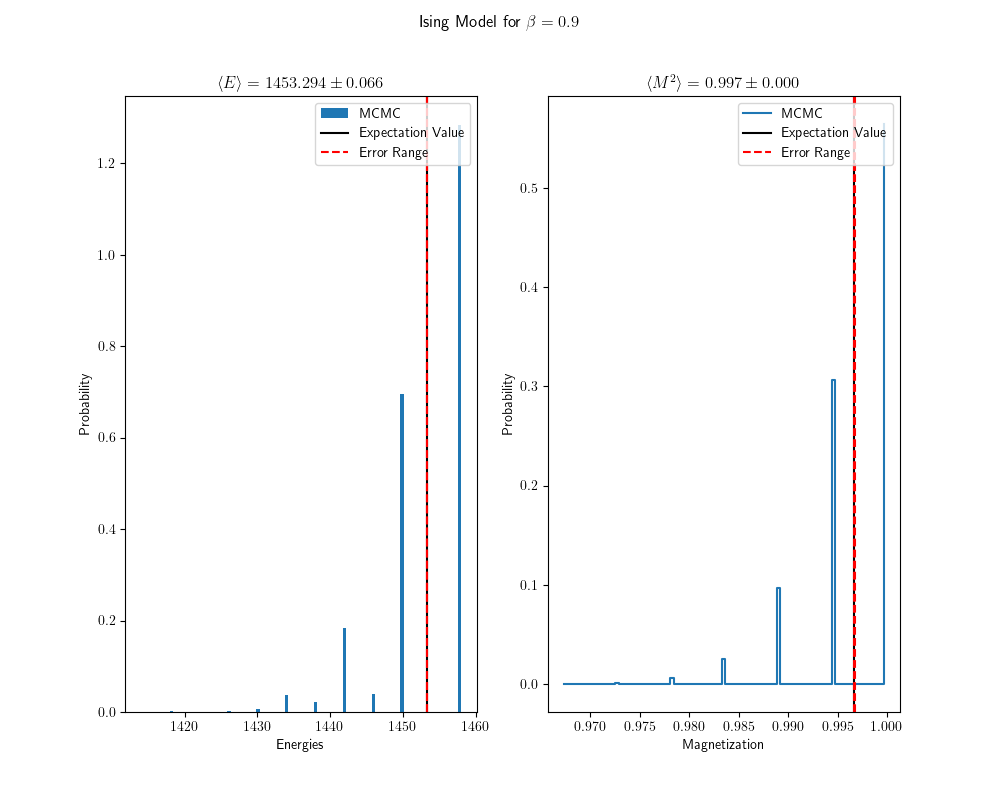 Ising Model for β = 0.9
⟨E⟩ = 1453.294 ± 0.066
MCMC
Expectation Value
Error Range
Probability
0.0
0.2
0.4
0.6
0.8
1.0
1.2
1420
1430
1440
1450
1460
Energies
⟨M²⟩ = 0.997 ± 0.000
MCMC
Expectation Value
Error Range
Probability
0.0
0.1
0.2
0.3
0.4
0.5
0.970
0.975
0.980
0.985
0.990
0.995
1.000
Magnetization